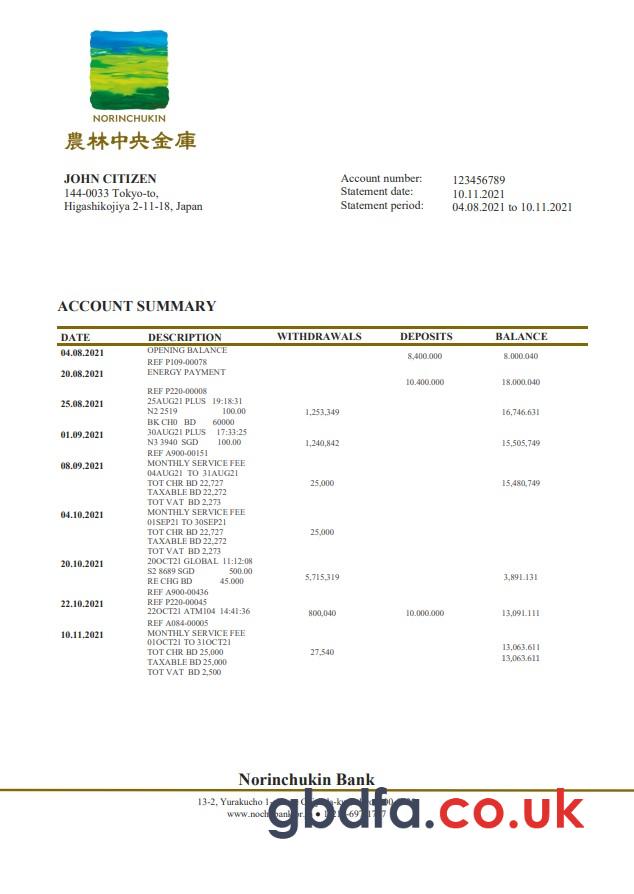 NORINCHUKIN
農林中央金庫
JOHN CITIZEN
144-0033 Tokyo-to,
Higashikojiya 2-11-18, Japan
Account number: 123456789
Statement date: 10.11.2021
Statement period: 04.08.2021 to 10.11.2021
ACCOUNT SUMMARY
DATE DESCRIPTION WITHDRAWALS DEPOSITS BALANCE
04.08.2021 OPENING BALANCE 8,400.000 8.000.040
REF P109-00078
20.08.2021 ENERGY PAYMENT
10.400.000 18.000.040
REF P220-00008
25.08.2021 25AUG21 PLUS 19:18:31
N2 2519 100.00 1,253,349 16,746.631
BK CH0 BD 60000
01.09.2021 30AUG21 PLUS 17:33:25
N3 3940 SGD 100.00 1,240,842 15,505,749
REF A900-00151
08.09.2021 MONTHLY SERVICE FEE
04AUG21 TO 31AUG21
TOT CHR BD 22,727 25,000 15,480,749
TAXABLE BD 22,272
TOT VAT BD 2,273
04.10.2021 MONTHLY SERVICE FEE
01SEP21 TO 30SEP21
TOT CHR BD 22,727 25,000
TAXABLE BD 22,272
TOT VAT BD 2,273
20.10.2021 20OCT21 GLOBAL 11:12:08
S2 8689 SGD 500.00
RE CHG BD 45.000 5,715,319 3,891.131
REF A900-00436
22.10.2021 REF P220-00045
22OCT21 ATM104 14:41:36 800,040 10.000.000 13,091.111
REF A084-00005
10.11.2021 MONTHLY SERVICE FEE
01OCT21 TO 31OCT21 13,063.611
TOT CHR BD 25,000 27,540
TAXABLE BD 25,000 13,063.611
TOT VAT BD 2,500
Norinchukin Bank
13-2, Yurakucho
gbdfa.co.uk